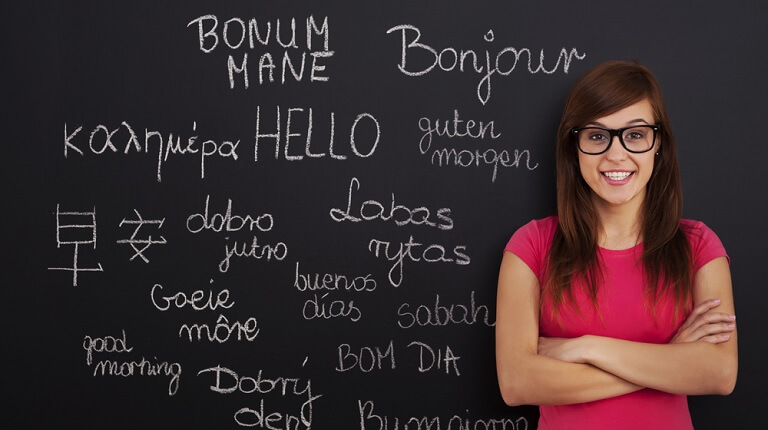 BONUM
MANE
Bonjour
καλημέρα
HELLO
guten
morgen
早安
dobro
jutro
Labas
rytas
buenos
días
Goeie
môre
sabah
good
morning
BOM DIA
Dobrý
den